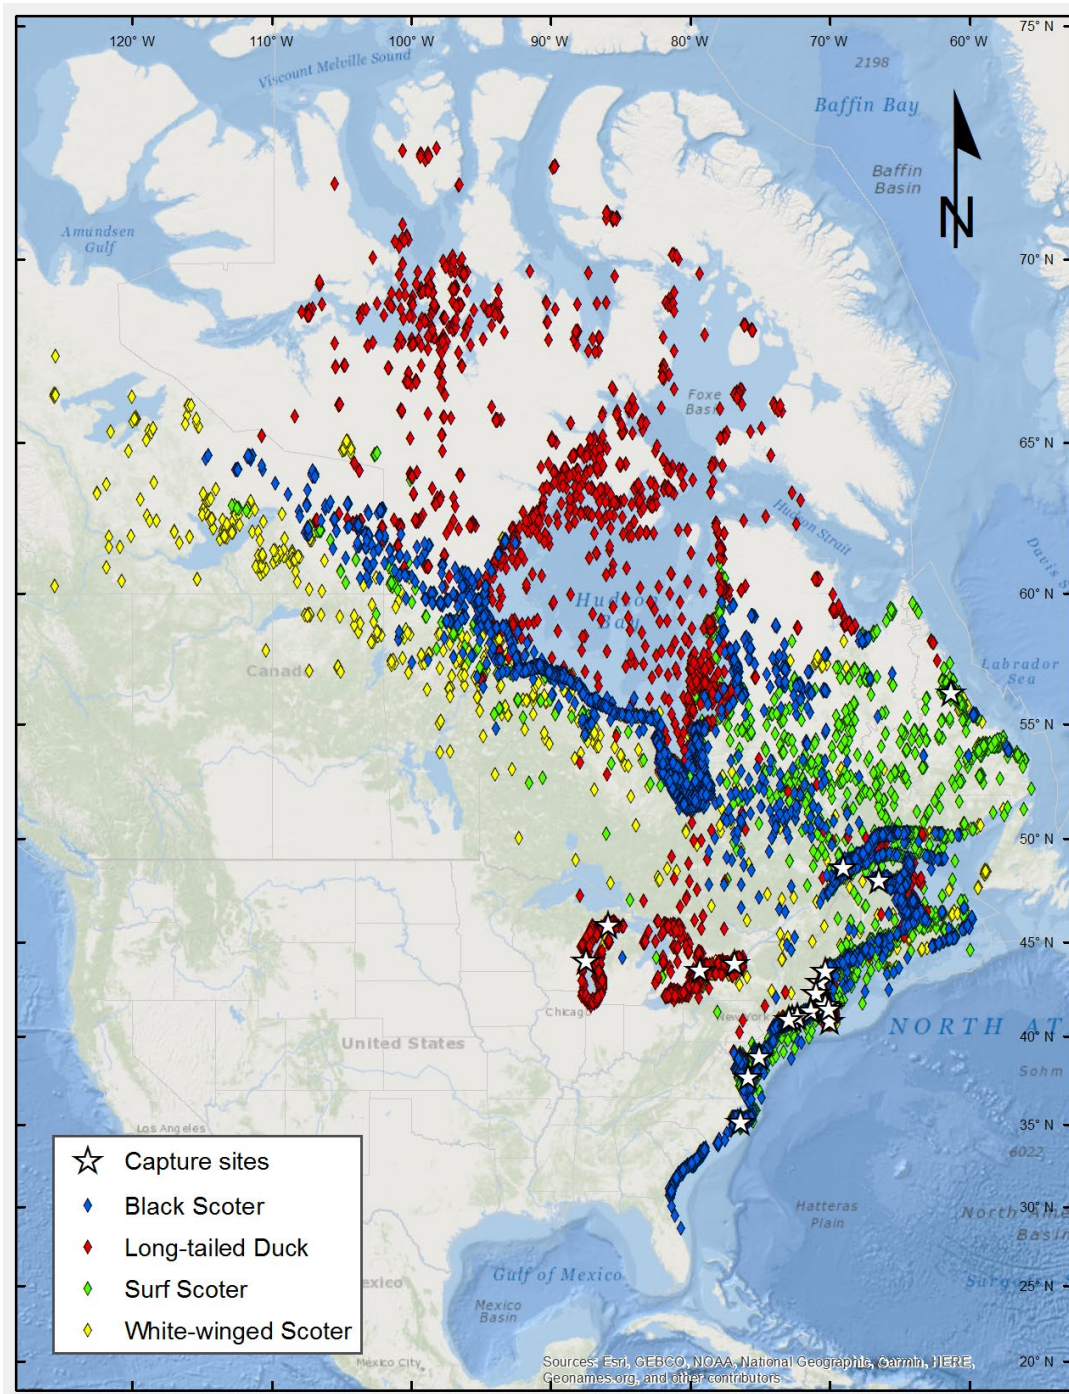 120° W
110° W
100° W
90° W
80° W
70° W
60° W
75° N
Viscount Melville Sound
2198
Baffin Bay
Baffin
Basin
N
Amundsen
Gulf
70° N
Foxe
65° N
Hudson Strait
Davis
60° N
Hudson
Bay
Canada
Labrador
Sea
55° N
50° N
45° N
Chicago
New York
NORTH AT
40° N
United States
Sohm
Los Angeles
35° N
6022
Hatteras
Plain
30° N
North Ame
Basin
Gulf of Mexico
25° N
Mexico
Basin
exico
Mexico City
20° N
Capture sites
Black Scoter
Long-tailed Duck
Surf Scoter
White-winged Scoter
Sources: Esri, GEBCO, NOAA, National Geographic, Garmin, HERE,
Geonames.org, and other contributors